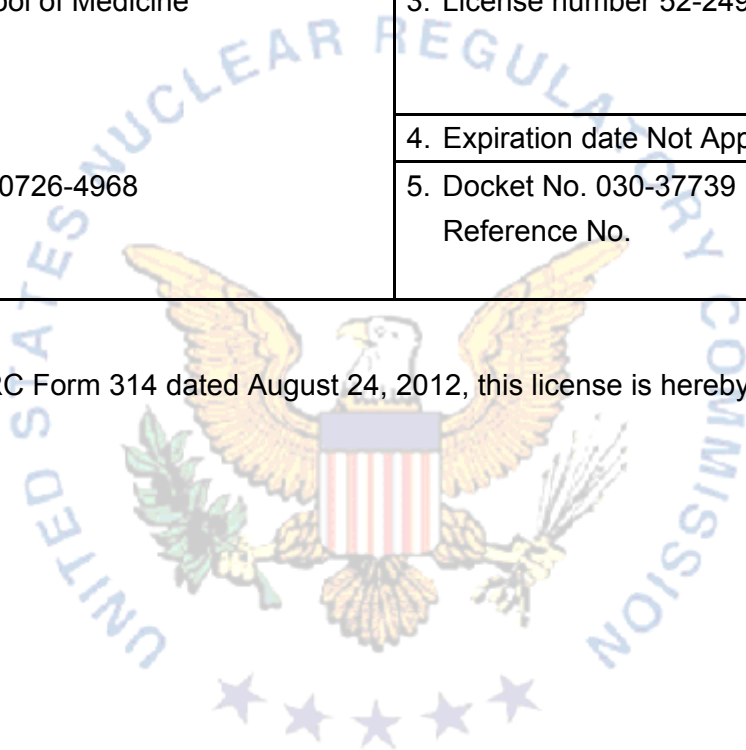 ool of Medicine
3. License number 52-249
4. Expiration date Not App
0726-4968
5. Docket No. 030-37739
Reference No.
RC Form 314 dated August 24, 2012, this license is hereby
UNITED STATES NUCLEAR REGULATORY COMMISSION